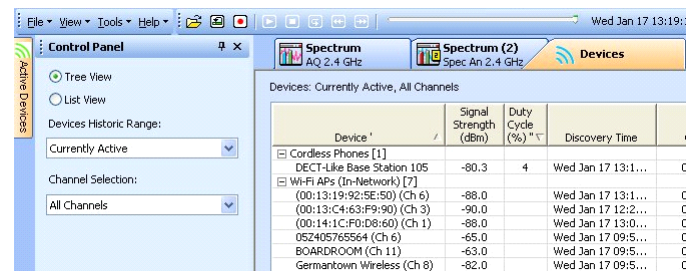 File View Tools Help Wed Jan 17 13:19:
Control Panel
Spectrum
AQ 2.4 GHz
Spectrum (2)
Spec An 2.4 GHz
Devices
Active Devices
Tree View
List View
Devices Historic Range:
Currently Active
Channel Selection:
All Channels
Devices: Currently Active, All Channels
Device ' / Signal Strength (dBm) Duty Cycle (%) " Discovery Time
Cordless Phones [1]
DECT-Like Base Station 105 -80.3 4 Wed Jan 17 13:1...
Wi-Fi APs (In-Network) [7]
(00:13:19:92:5E:50) (Ch 6) -88.0 Wed Jan 17 13:1...
(00:13:C4:63:F9:90) (Ch 3) -90.0 Wed Jan 17 12:2...
(00:14:1C:F0:D8:60) (Ch 1) -88.0 Wed Jan 17 13:0...
05Z405765564 (Ch 6) -65.0 Wed Jan 17 09:5...
BOARDROOM (Ch 11) -63.0 Wed Jan 17 09:5...
Germantown Wireless (Ch 8) -82.0 Wed Jan 17 09:5...